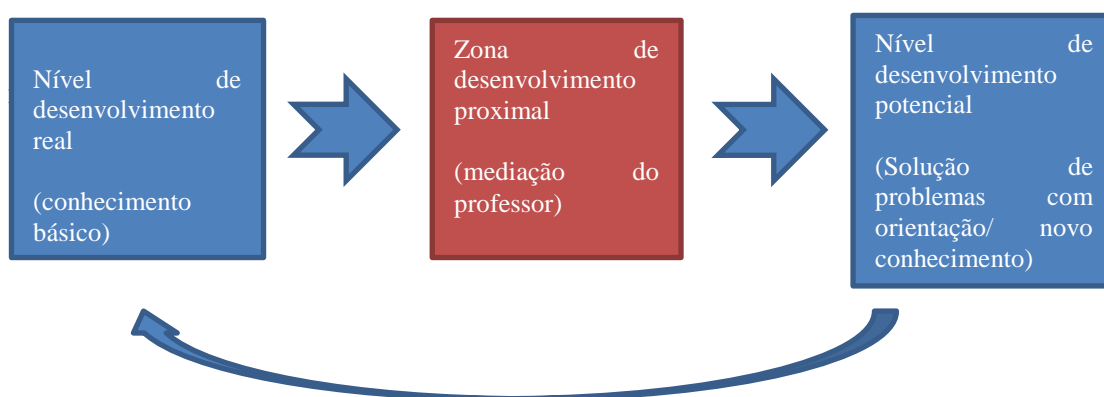 Nível de
desenvolvimento
real
(conhecimento
básico)
Zona de
desenvolvimento
proximal
(mediação do
professor)
Nível de
desenvolvimento
potencial
(Solução de
problemas com
orientação/ novo
conhecimento)